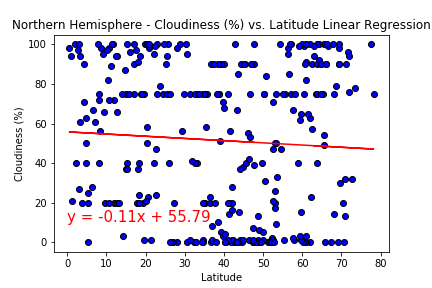 Northern Hemisphere - Cloudiness (%) vs. Latitude Linear Regression
100
80
60
40
20
0
Cloudiness (%)
y = -0.11x + 55.79
0 10 20 30 40 50 60 70 80
Latitude